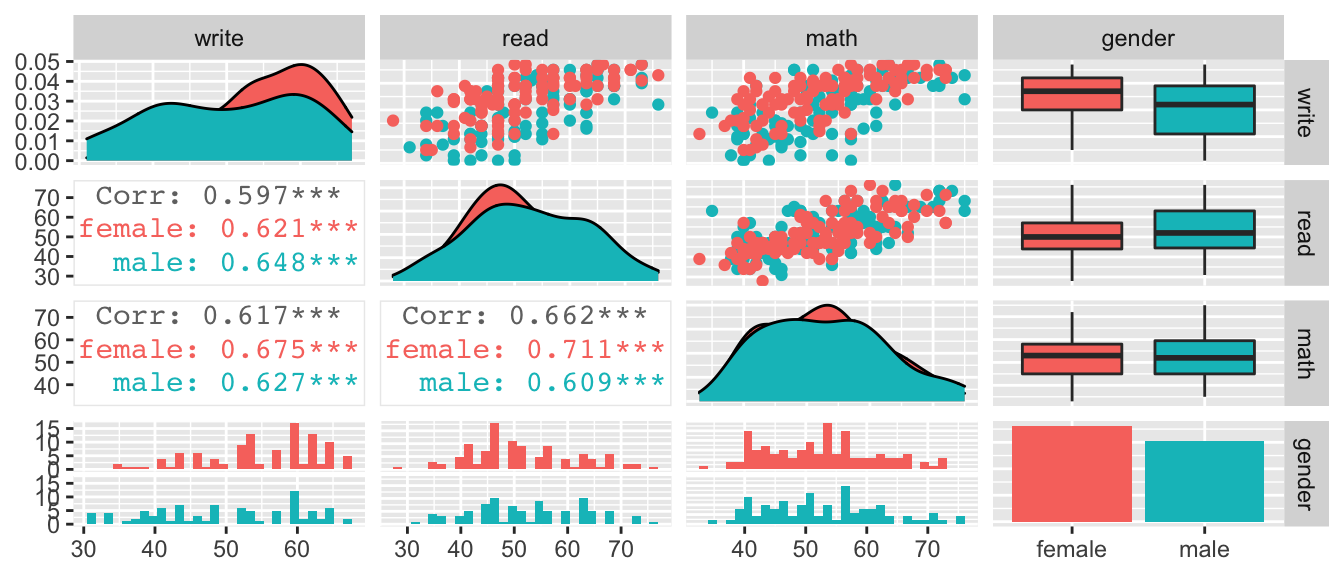 write read math gender
0.05
0.04
0.03
0.02
0.01
0.00
write
70
60
50
40
30
Corr: 0.597***
female: 0.621***
male: 0.648***
read
70
60
50
40
Corr: 0.617***
female: 0.675***
male: 0.627***
Corr: 0.662***
female: 0.711***
male: 0.609***
math
15
10
5
0
15
10
5
0
gender
30 40 50 60 30 40 50 60 70 40 50 60 70 female male